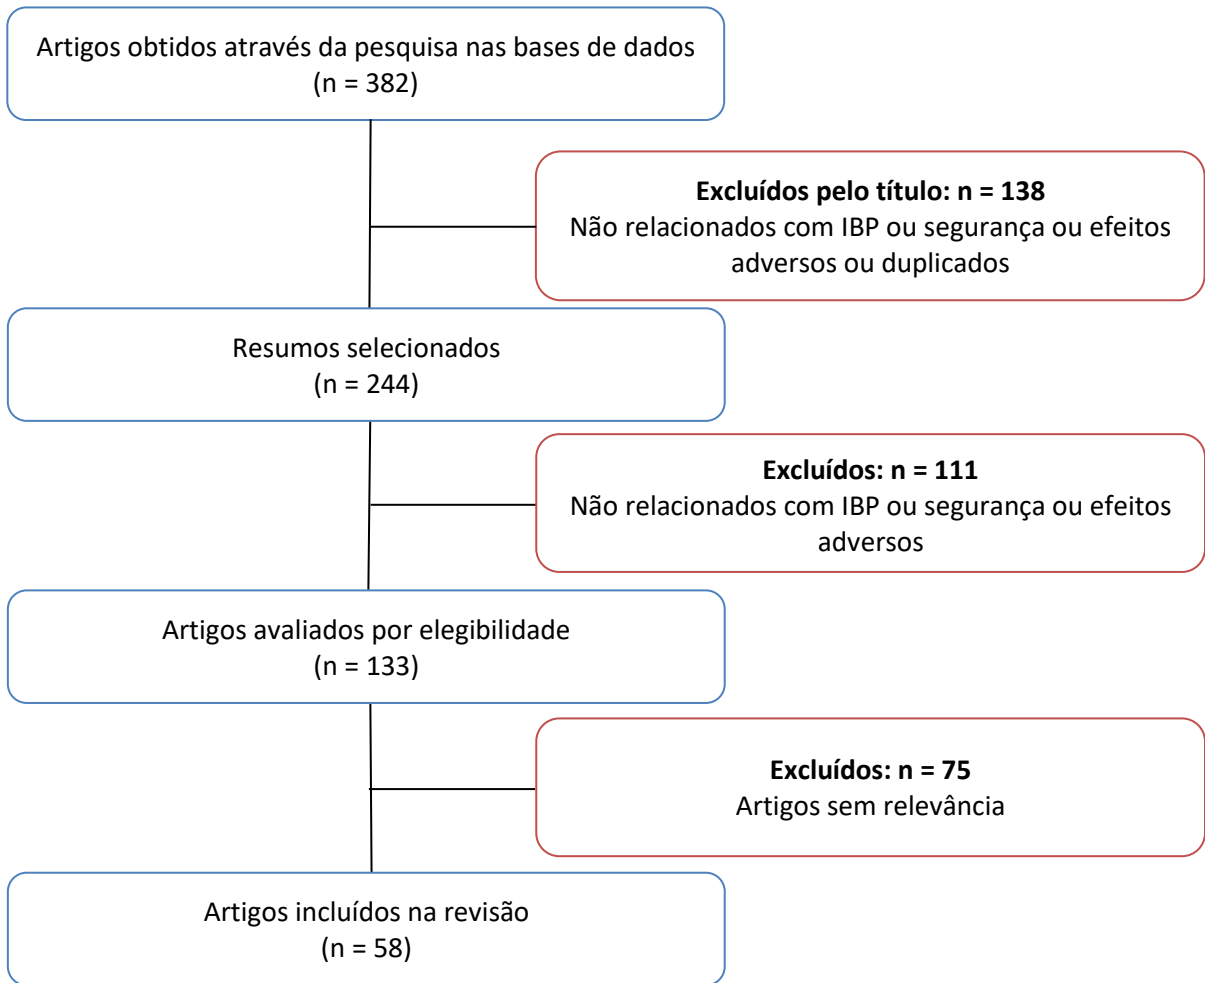 Artigos obtidos através da pesquisa nas bases de dados
(n = 382)
Excluídos pelo título: n = 138
Não relacionados com IBP ou segurança ou efeitos
adversos ou duplicados
Resumos selecionados
(n = 244)
Excluídos: n = 111
Não relacionados com IBP ou segurança ou efeitos
adversos
Artigos avaliados por elegibilidade
(n = 133)
Excluídos: n = 75
Artigos sem relevância
Artigos incluídos na revisão
(n = 58)